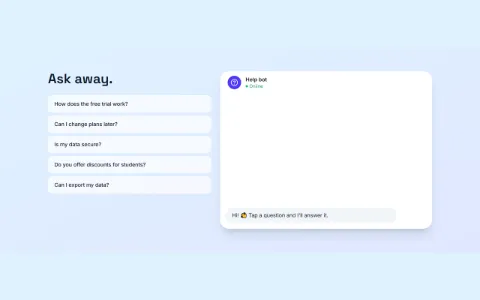 Ask away.
How does the free trial work?
Can I change plans later?
Is my data secure?
Do you offer discounts for students?
Can I export my data?
Help bot
Online
Hi! 👋 Tap a question and I'll answer it.